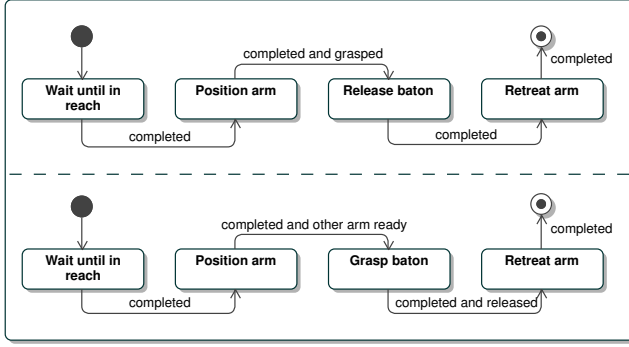 completed and grasped
completed
Wait until in
reach
Position arm
Release baton
Retreat arm
completed
completed
completed and other arm ready
completed
Wait until in
reach
Position arm
Grasp baton
Retreat arm
completed
completed and released